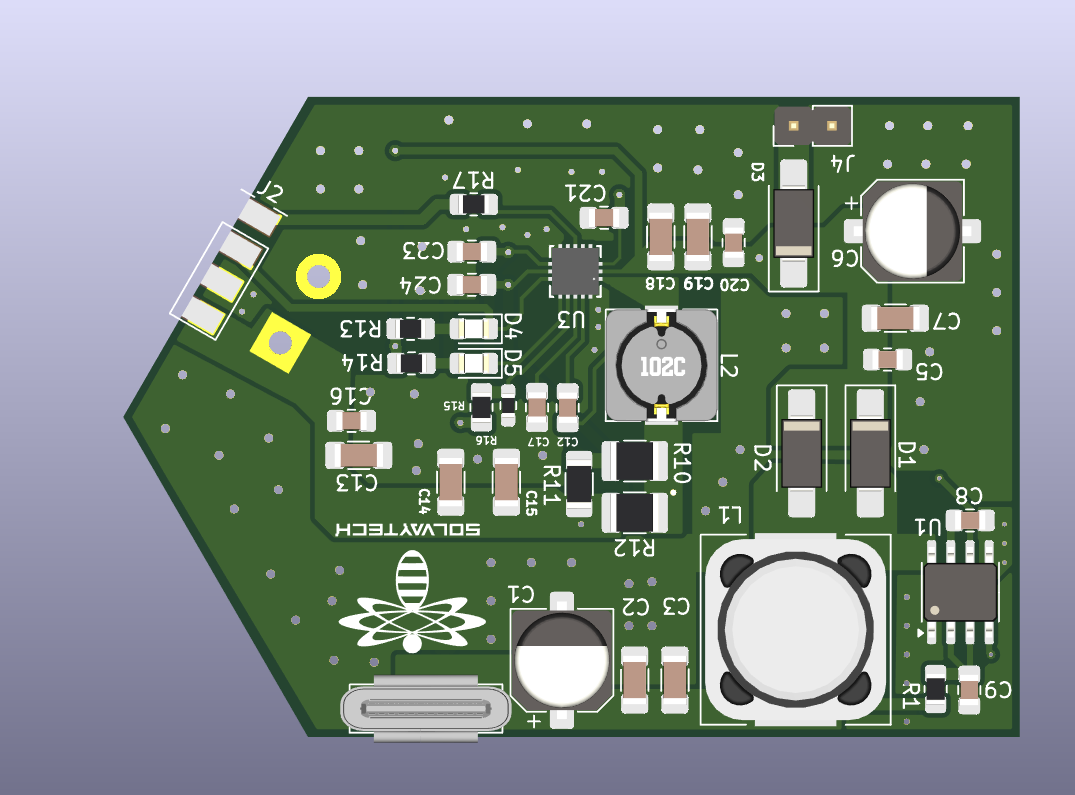 J2
R17
C21
D3
J4
+
C6
C23
C24
C18
C19
C20
U3
D4
R13
102C
L2
C7
D5
R14
C5
C16
R15
R16
C17
C12
C13
C14
C15
R11
R10
D2
D1
C8
U1
L1
SOLVAYTECH
R12
C1
C2
C3
R1
C9
+